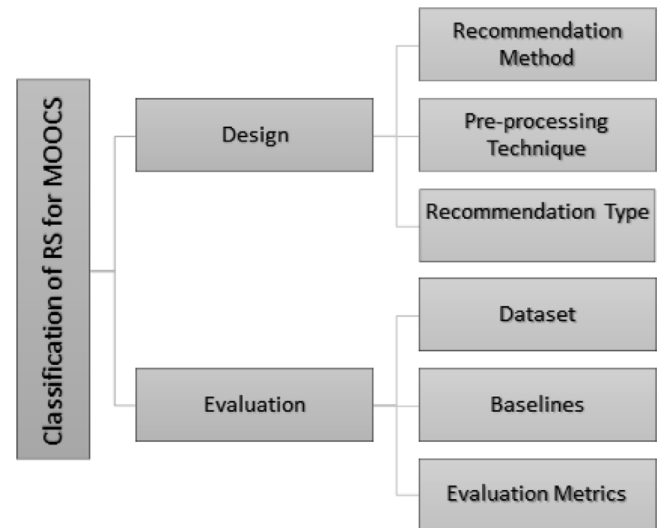 Classification of RS for MOOCS
Design
Recommendation
Method
Pre-processing
Technique
Recommendation Type
Evaluation
Dataset
Baselines
Evaluation Metrics